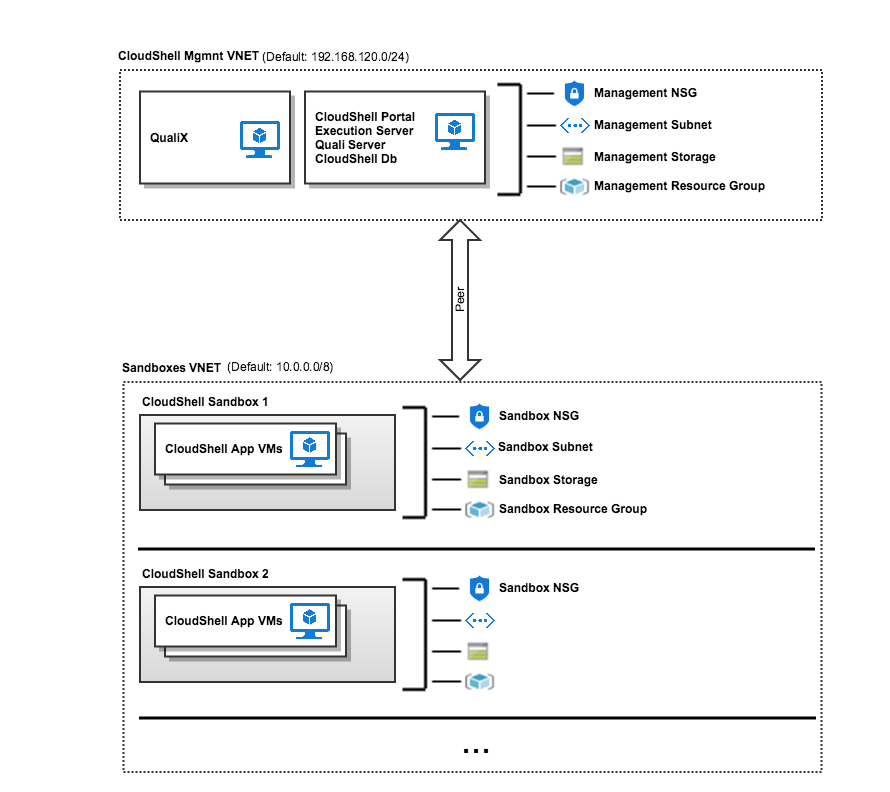 CloudShell Mgmnt VNET (Default: 192.168.120.0/24)
QualiX
CloudShell Portal
Execution Server
Quali Server
CloudShell Db
Management NSG
Management Subnet
Management Storage
Management Resource Group
Peer
Sandboxes VNET (Default: 10.0.0.0/8)
CloudShell Sandbox 1
CloudShell App VMs
Sandbox NSG
Sandbox Subnet
Sandbox Storage
Sandbox Resource Group
CloudShell Sandbox 2
CloudShell App VMs
Sandbox NSG
...